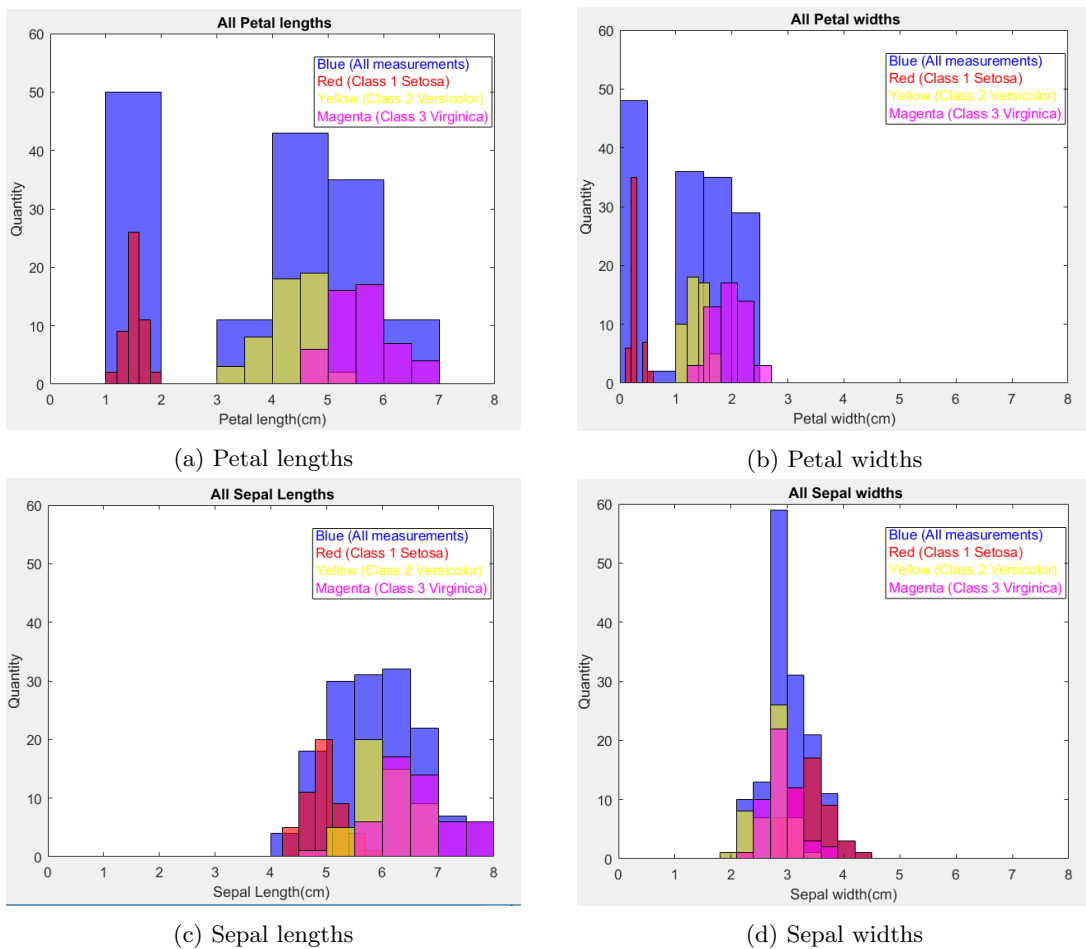 All Petal lengths
60
50
40
30
20
10
0
Quantity
Blue (All measurements)
Red (Class 1 Setosa)
Yellow (Class 2 Versicolor)
Magenta (Class 3 Virginica)
0 1 2 3 4 5 6 7 8
Petal length(cm)
(a) Petal lengths
All Petal widths
60
50
40
30
20
10
0
Quantity
Blue (All measurements)
Red (Class 1 Setosa)
Yellow (Class 2 Versicolor)
Magenta (Class 3 Virginica)
0 1 2 3 4 5 6 7 8
Petal width(cm)
(b) Petal widths
All Sepal Lengths
60
50
40
30
20
10
0
Quantity
Blue (All measurements)
Red (Class 1 Setosa)
Yellow (Class 2 Versicolor)
Magenta (Class 3 Virginica)
0 1 2 3 4 5 6 7 8
Sepal Length(cm)
(c) Sepal lengths
All Sepal widths
60
50
40
30
20
10
0
Quantity
Blue (All measurements)
Red (Class 1 Setosa)
Yellow (Class 2 Versicolor)
Magenta (Class 3 Virginica)
0 1 2 3 4 5 6 7 8
Sepal width(cm)
(d) Sepal widths